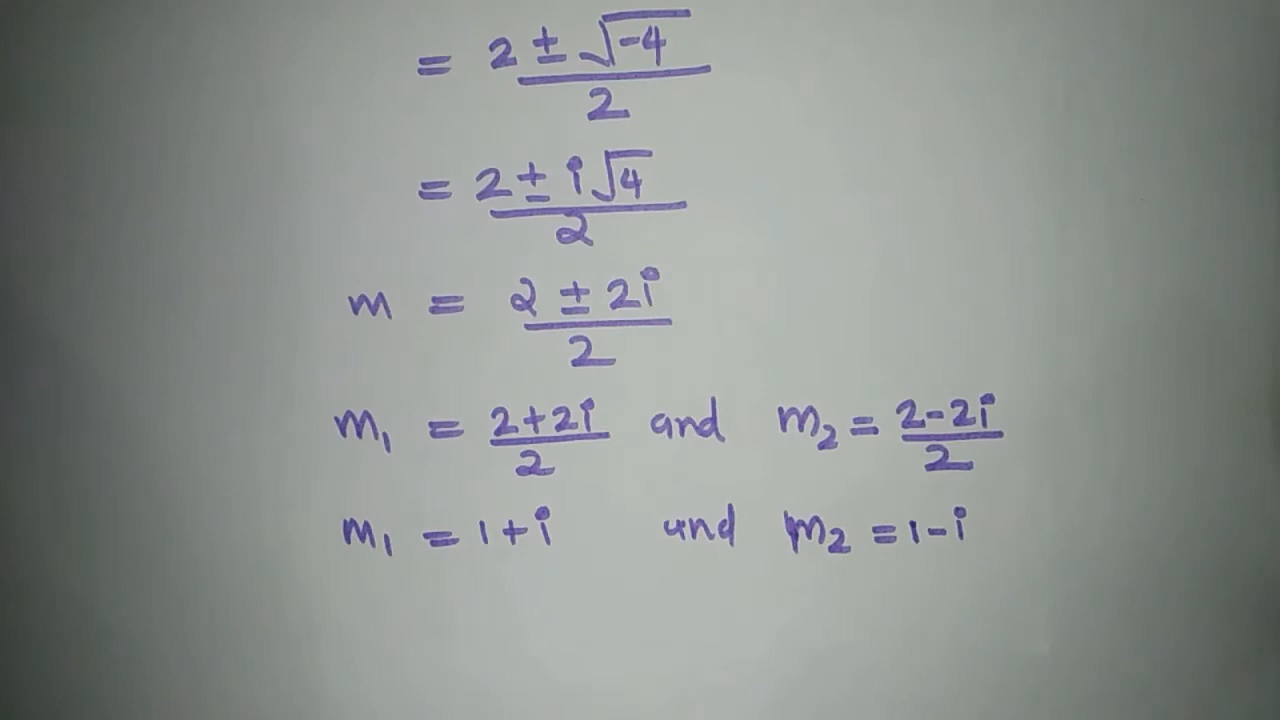 = 2 ± √-4 / 2
= 2 ± i√4 / 2
m = 2 ± 2i / 2
m₁ = 2+2i / 2 and m₂ = 2-2i / 2
m₁ = 1+i and m₂ = 1-i